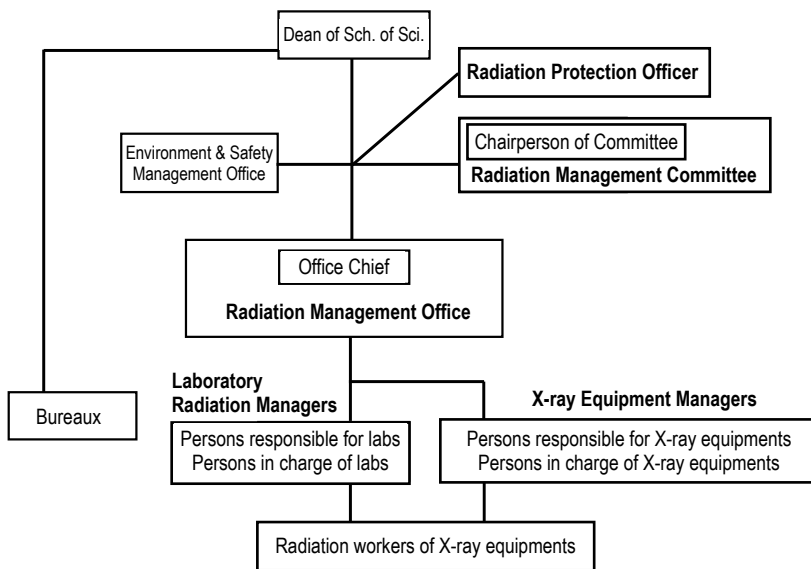 Dean of Sch. of Sci.
Radiation Protection Officer
Environment & Safety
Management Office
Chairperson of Committee
Radiation Management Committee
Office Chief
Radiation Management Office
Bureaux
Laboratory
Radiation Managers
Persons responsible for labs
Persons in charge of labs
X-ray Equipment Managers
Persons responsible for X-ray equipments
Persons in charge of X-ray equipments
Radiation workers of X-ray equipments